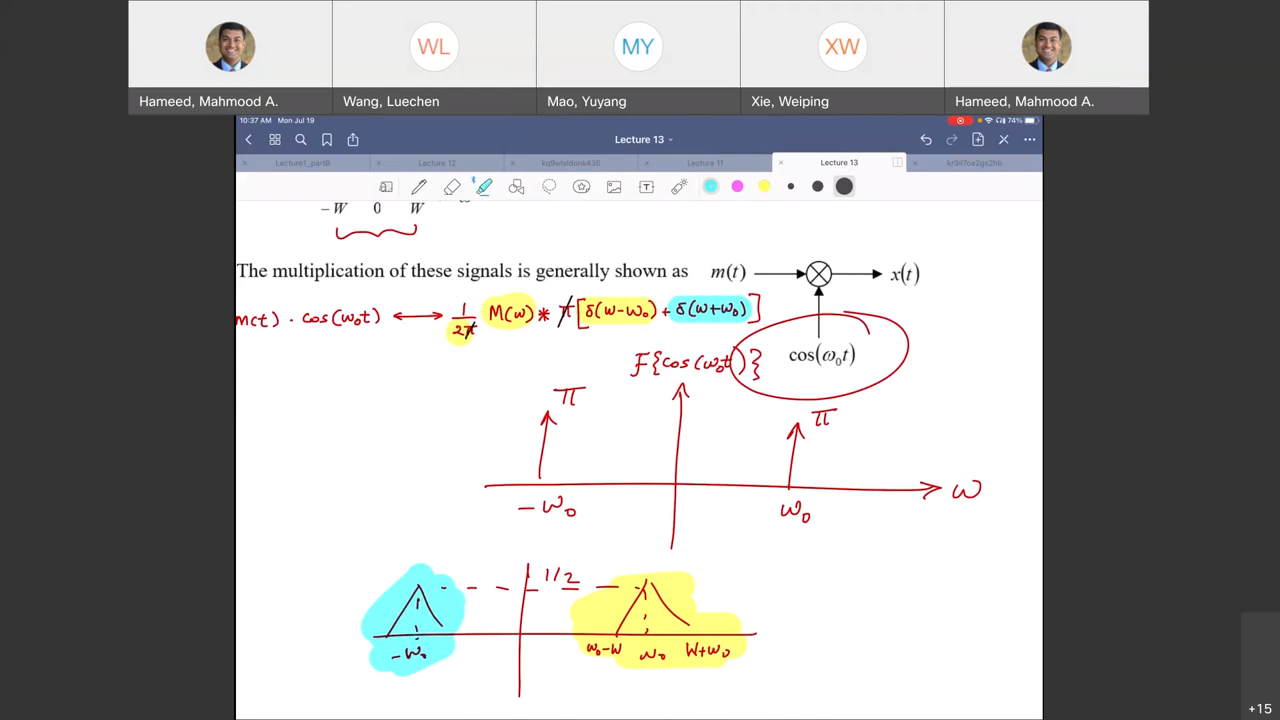 WL
MY
XW
Hameed, Mahmood A.
Wang, Luechen
Mao, Yuyang
Xie, Weiping
Hameed, Mahmood A.
10:37 AM Mon Jul 19
74%
Lecture 13
Lecture1_partB
Lecture 12
kq9wlsldonk436
Lecture 11
Lecture 13
kr9il7oa2gs2hb
T
-W 0 W
The multiplication of these signals is generally shown as m(t) x(t)
m(t) · cos(ω₀t) ⟷ 1/2π M(ω) * π [δ(ω-ω₀) + δ(ω+ω₀)]
F{cos(ω₀t)} cos(ω₀t)
π π
-ω₀ ω₀ ω
1/2
-ω₀ ω₀-W ω₀ W+ω₀
+15